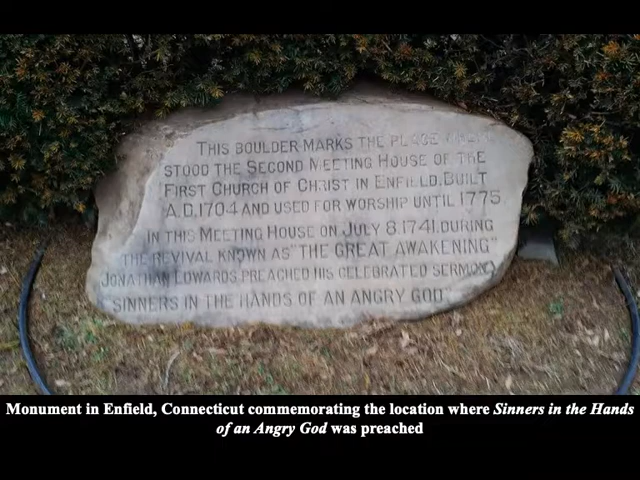 THIS BOULDER MARKS THE PLACE WHERE
STOOD THE SECOND MEETING HOUSE OF THE
FIRST CHURCH OF CHRIST IN ENFIELD. BUILT
A.D. 1704 AND USED FOR WORSHIP UNTIL 1775
IN THIS MEETING HOUSE ON JULY 8. 1741. DURING
THE REVIVAL KNOWN AS "THE GREAT AWAKENING"
JONATHAN EDWARDS PREACHED HIS CELEBRATED SERMON,
"SINNERS IN THE HANDS OF AN ANGRY GOD"
Monument in Enfield, Connecticut commemorating the location where Sinners in the Hands
of an Angry God was preached